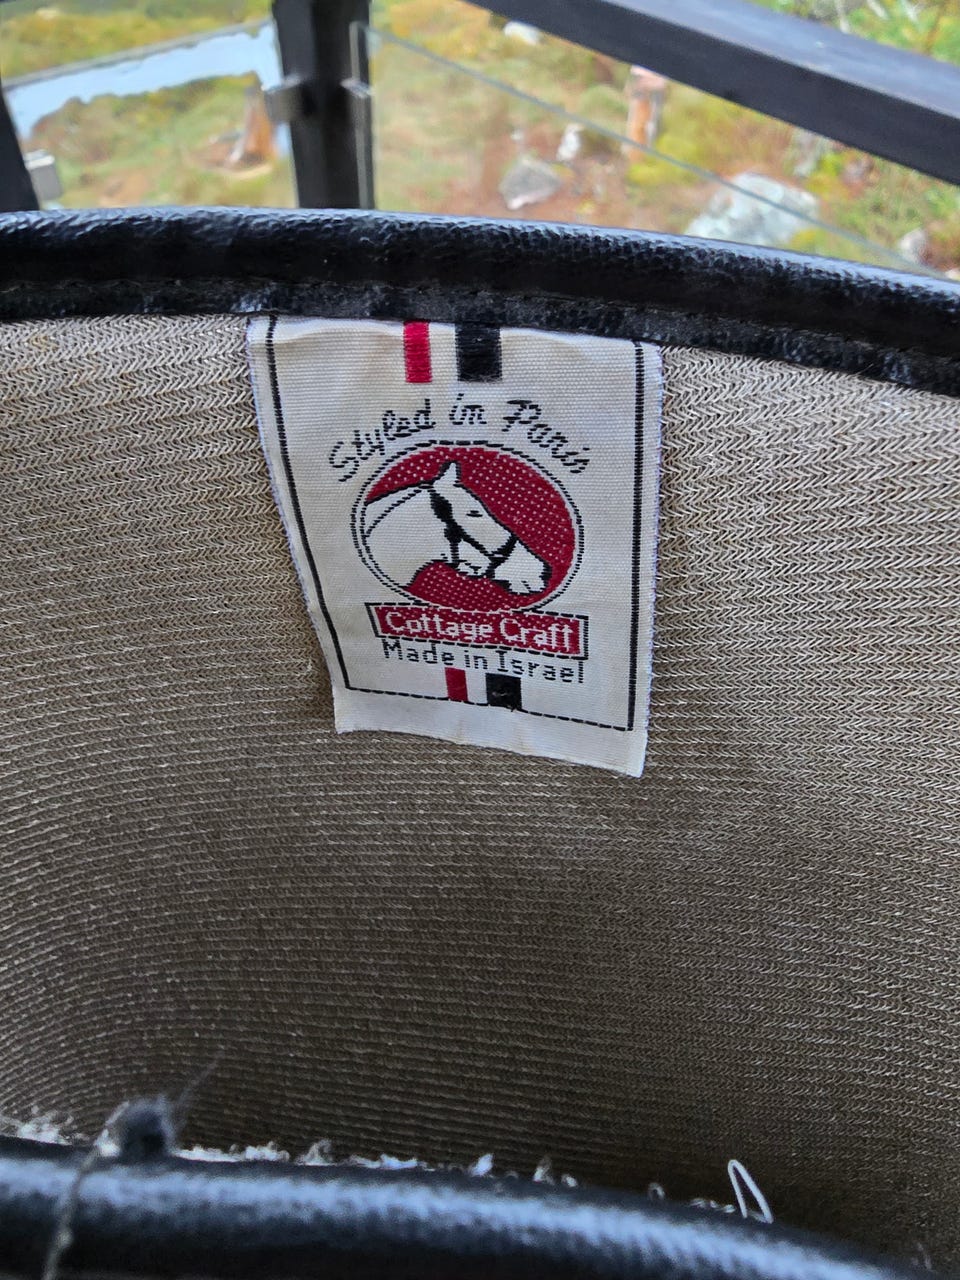 Styled in Paris
Cottage Craft
Made in Israel